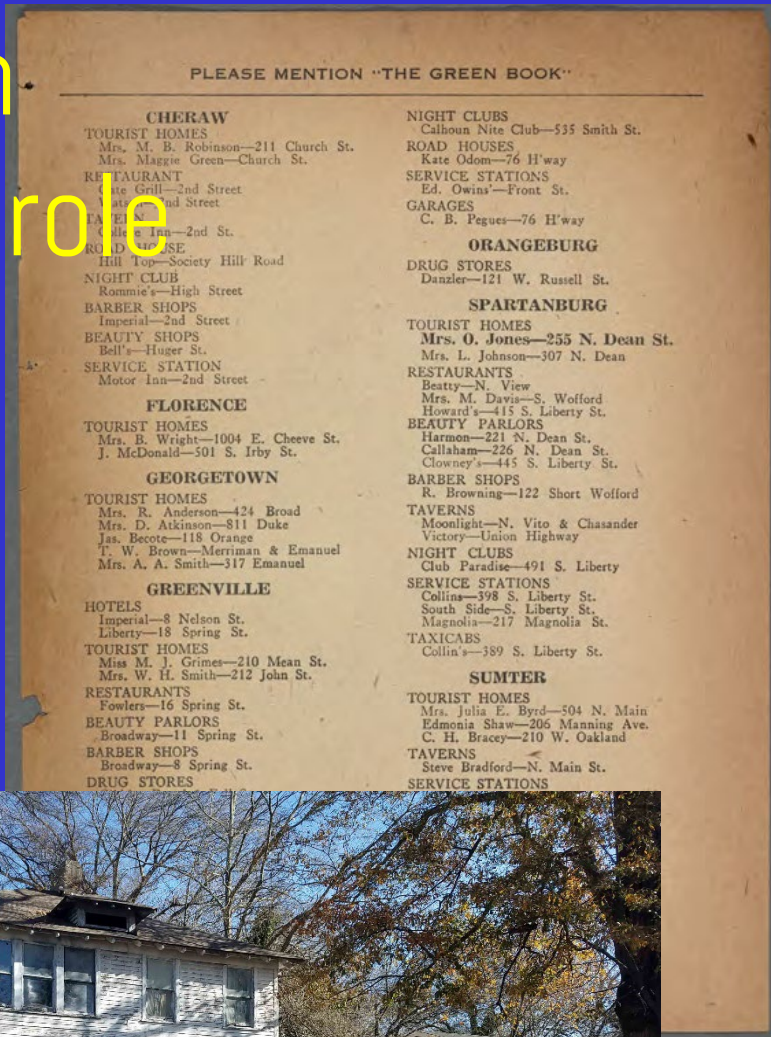 n
role
PLEASE MENTION "THE GREEN BOOK"
CHERAW
TOURIST HOMES
Mrs. M. B. Robinson—211 Church St.
Mrs. Maggie Green—Church St.
RESTAURANT
Gate Grill—2nd Street
2nd Street
TAVERN
College Inn—2nd St.
ROAD HOUSE
Hill Top—Society Hill Road
NIGHT CLUB
Rommie's—High Street
BARBER SHOPS
Imperial—2nd Street
BEAUTY SHOPS
Bell's—Huger St.
SERVICE STATION
Motor Inn—2nd Street
FLORENCE
TOURIST HOMES
Mrs. B. Wright—1004 E. Cheeve St.
J. McDonald—501 S. Irby St.
GEORGETOWN
TOURIST HOMES
Mrs. R. Anderson—424 Broad
Mrs. D. Atkinson—811 Duke
Jas. Becote—118 Orange
T. W. Brown—Merriman & Emanuel
Mrs. A. A. Smith—317 Emanuel
GREENVILLE
HOTELS
Imperial—8 Nelson St.
Liberty—18 Spring St.
TOURIST HOMES
Miss M. J. Grimes—210 Mean St.
Mrs. W. H. Smith—212 John St.
RESTAURANTS
Fowlers—16 Spring St.
BEAUTY PARLORS
Broadway—11 Spring St.
BARBER SHOPS
Broadway—8 Spring St.
DRUG STORES
NIGHT CLUBS
Calhoun Nite Club—535 Smith St.
ROAD HOUSES
Kate Odom—76 H'way
SERVICE STATIONS
Ed. Owins'—Front St.
GARAGES
C. B. Pegues—76 H'way
ORANGEBURG
DRUG STORES
Danzler—121 W. Russell St.
SPARTANBURG
TOURIST HOMES
Mrs. O. Jones—255 N. Dean St.
Mrs. L. Johnson—307 N. Dean
RESTAURANTS
Beatty—N. View
Mrs. M. Davis—S. Wofford
Howard's—415 S. Liberty St.
BEAUTY PARLORS
Harmon—221 N. Dean St.
Callaham—226 N. Dean St.
Clowney's—445 S. Liberty St.
BARBER SHOPS
R. Browning—122 Short Wofford
TAVERNS
Moonlight—N. Vito & Chasander
Victory—Union Highway
NIGHT CLUBS
Club Paradise—491 S. Liberty
SERVICE STATIONS
Collins—398 S. Liberty St.
South Side—S. Liberty St.
Magnolia—217 Magnolia St.
TAXICABS
Collin's—389 S. Liberty St.
SUMTER
TOURIST HOMES
Mrs. Julia E. Byrd—504 N. Main
Edmonia Shaw—206 Manning Ave.
C. H. Bracey—210 W. Oakland
TAVERNS
Steve Bradford—N. Main St.
SERVICE STATIONS